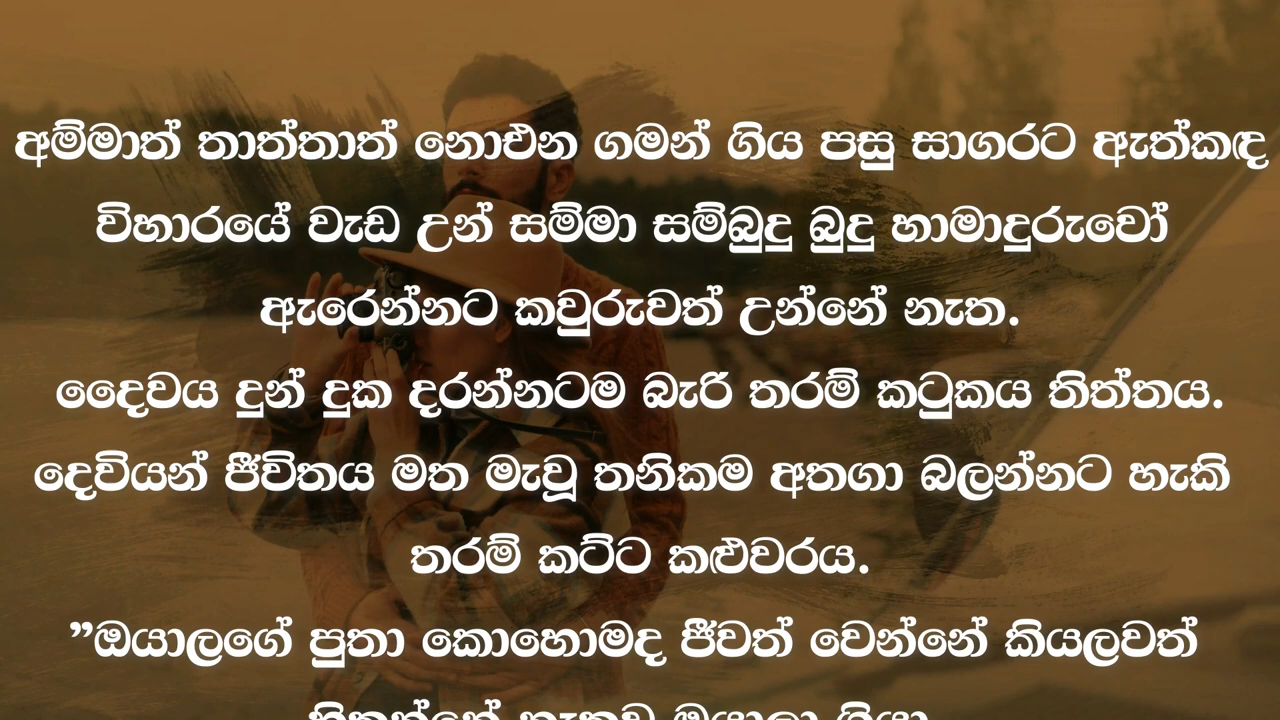 අම්මාත් තාත්තාත් නොඑන ගමන් ගිය පසු සාගරට ඇත්කඳ
විහාරයේ වැඩ උන් සම්මා සම්බුදු බුදු හාමාදුරුවෝ
ඇරෙන්නට කවුරුවත් උන්නේ නැත.
දෛවය දුන් දුක දරන්නටම බැරි තරම් කටුකය තිත්තය.
දෙවියන් ජීවිතය මත මැවූ තනිකම අතගා බලන්නට හැකි
තරම් කට්ට කළුවරය.
”ඔයාලගේ පුතා කොහොමද ජීවත් වෙන්නේ කියලවත්
ඔයාලා ගියා